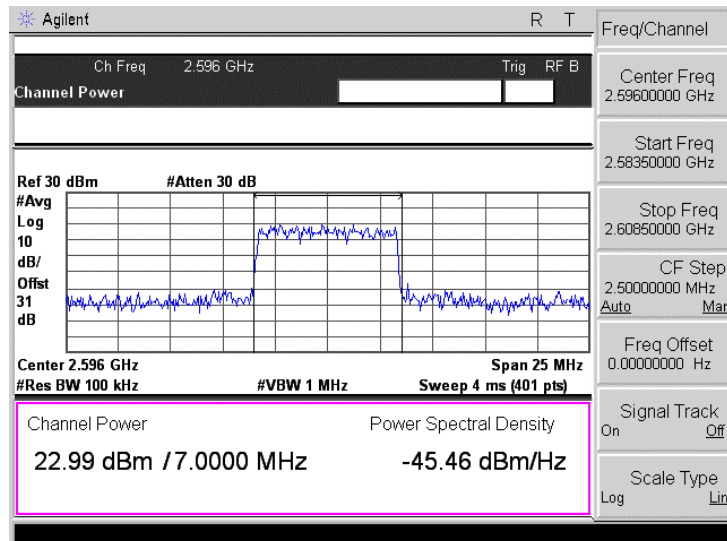 Agilent R T
Ch Freq 2.596 GHz Trig RF B
Channel Power
Ref 30 dBm #Atten 30 dB
#Avg
Log
10
dB/
Offst
31
dB
Center 2.596 GHz Span 25 MHz
#Res BW 100 kHz #VBW 1 MHz Sweep 4 ms (401 pts)
Channel Power Power Spectral Density
22.99 dBm / 7.0000 MHz -45.46 dBm/Hz
Freq/Channel
Center Freq
2.59600000 GHz
Start Freq
2.58350000 GHz
Stop Freq
2.60850000 GHz
CF Step
2.50000000 MHz
Auto Man
Freq Offset
0.00000000 Hz
Signal Track
On Off
Scale Type
Log Lin